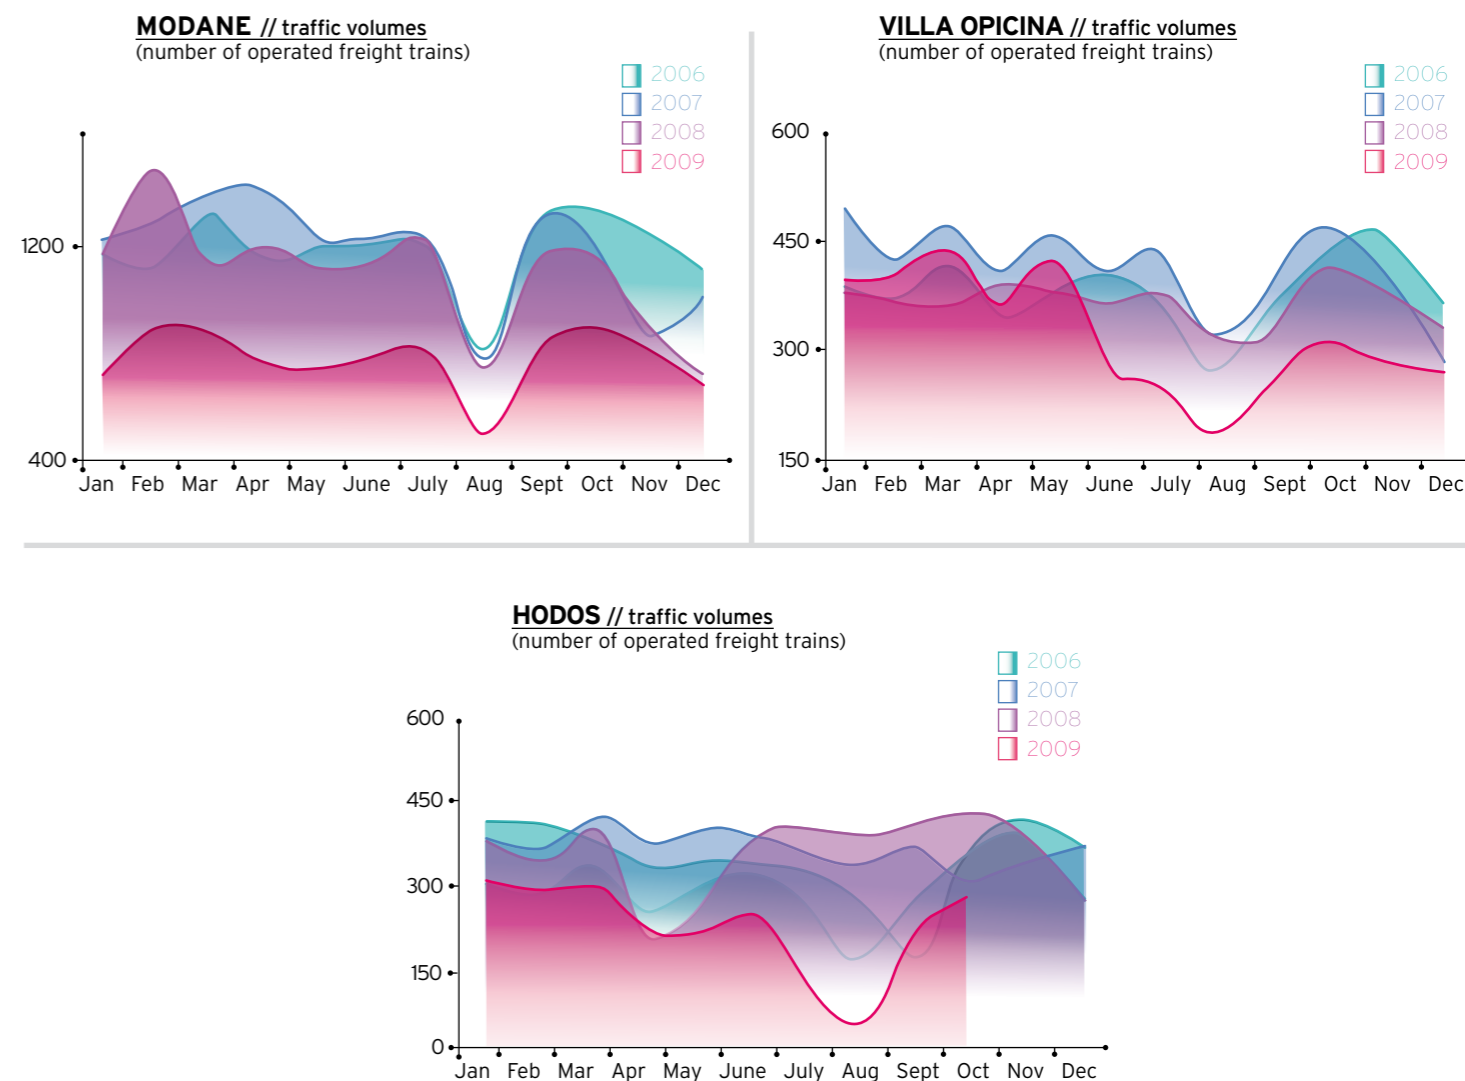 MODANE // traffic volumes
(number of operated freight trains)
2006
2007
2008
2009
1200
400
Jan Feb Mar Apr May June July Aug Sept Oct Nov Dec
VILLA OPICINA // traffic volumes
(number of operated freight trains)
2006
2007
2008
2009
600
450
300
150
Jan Feb Mar Apr May June July Aug Sept Oct Nov Dec
HODOS // traffic volumes
(number of operated freight trains)
2006
2007
2008
2009
600
450
300
150
0
Jan Feb Mar Apr May June July Aug Sept Oct Nov Dec